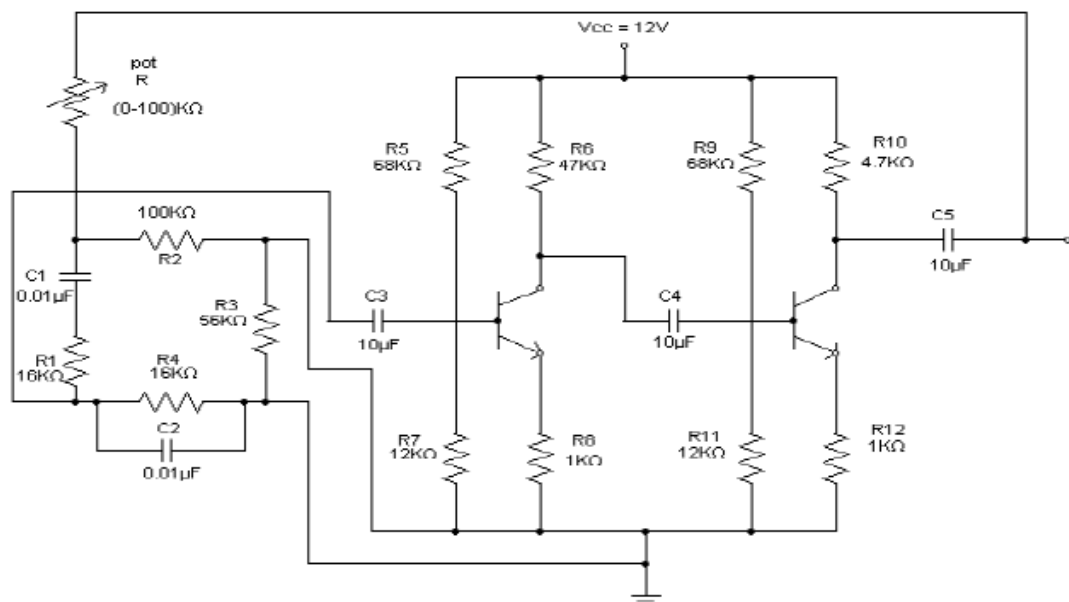 Vcc = 12V
pot
R
(0-100)KΩ
R5
68KΩ
R6
47KΩ
R9
68KΩ
R10
4.7KΩ
100KΩ
R2
C5
10µF
C1
0.01µF
R3
56KΩ
C3
10µF
C4
10µF
R1
16KΩ
R4
16KΩ
C2
0.01µF
R7
12KΩ
R8
1KΩ
R11
12KΩ
R12
1KΩ